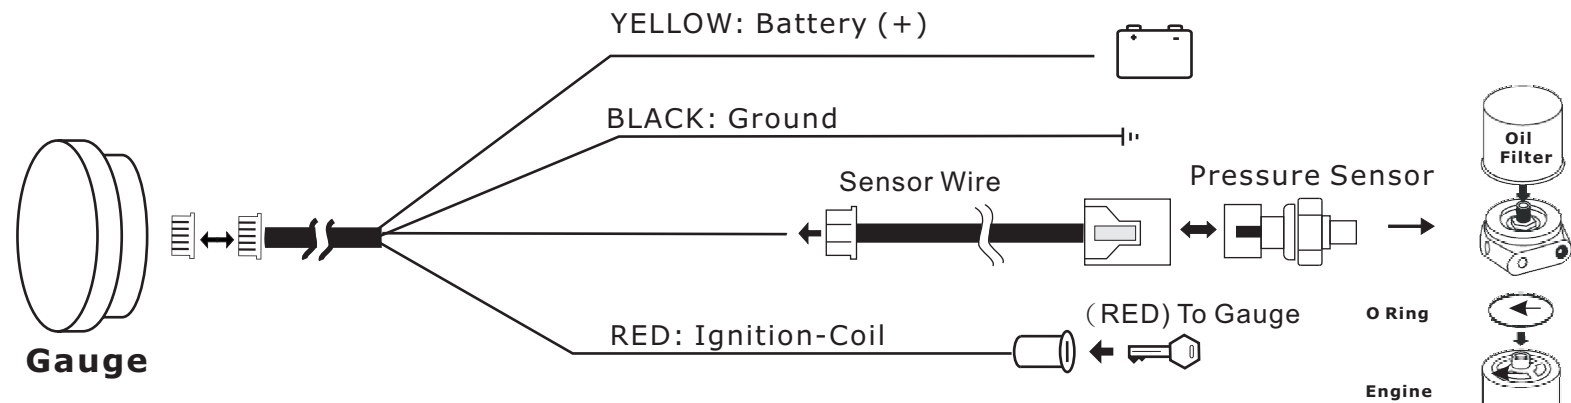 YELLOW: Battery (+)
BLACK: Ground
Oil
Filter
Sensor Wire
Pressure Sensor
(RED) To Gauge
O Ring
RED: Ignition-Coil
Gauge
Engine